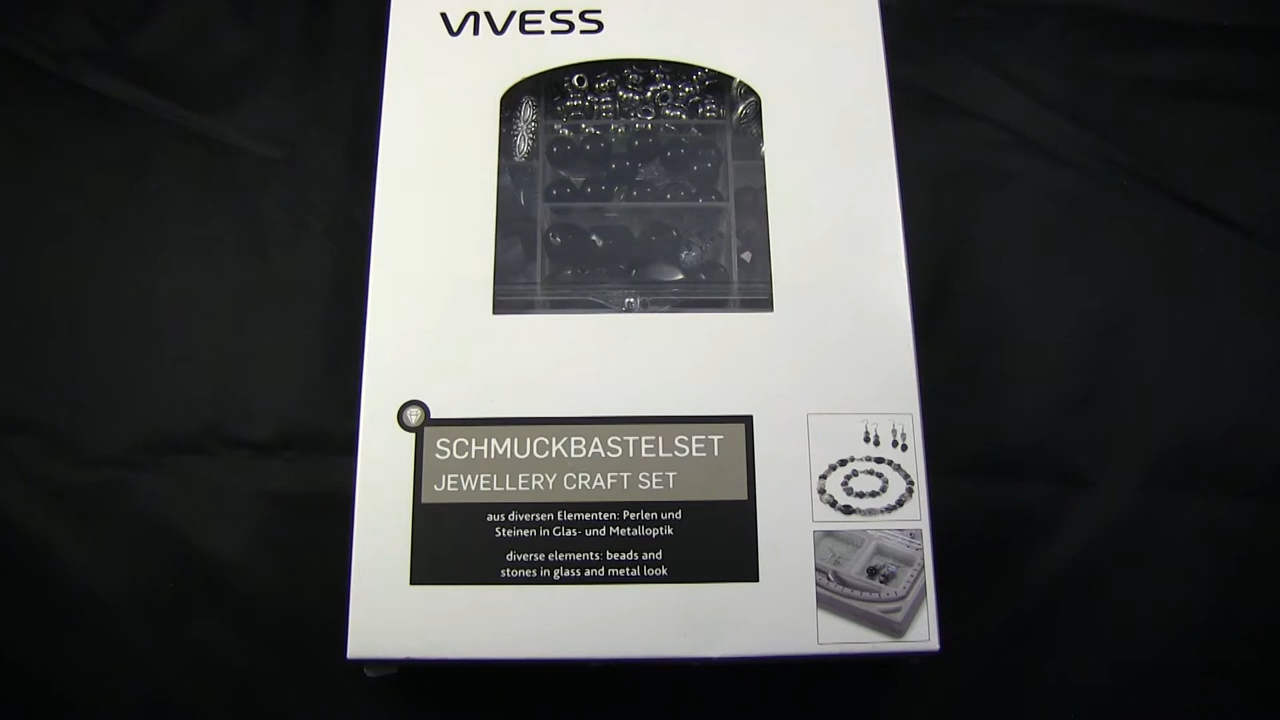 VIVESS
SCHMUCKBASTELSET
JEWELLERY CRAFT SET
aus diversen Elementen: Perlen und
Steinen in Glas- und Metalloptik
diverse elements: beads and
stones in glass and metal look